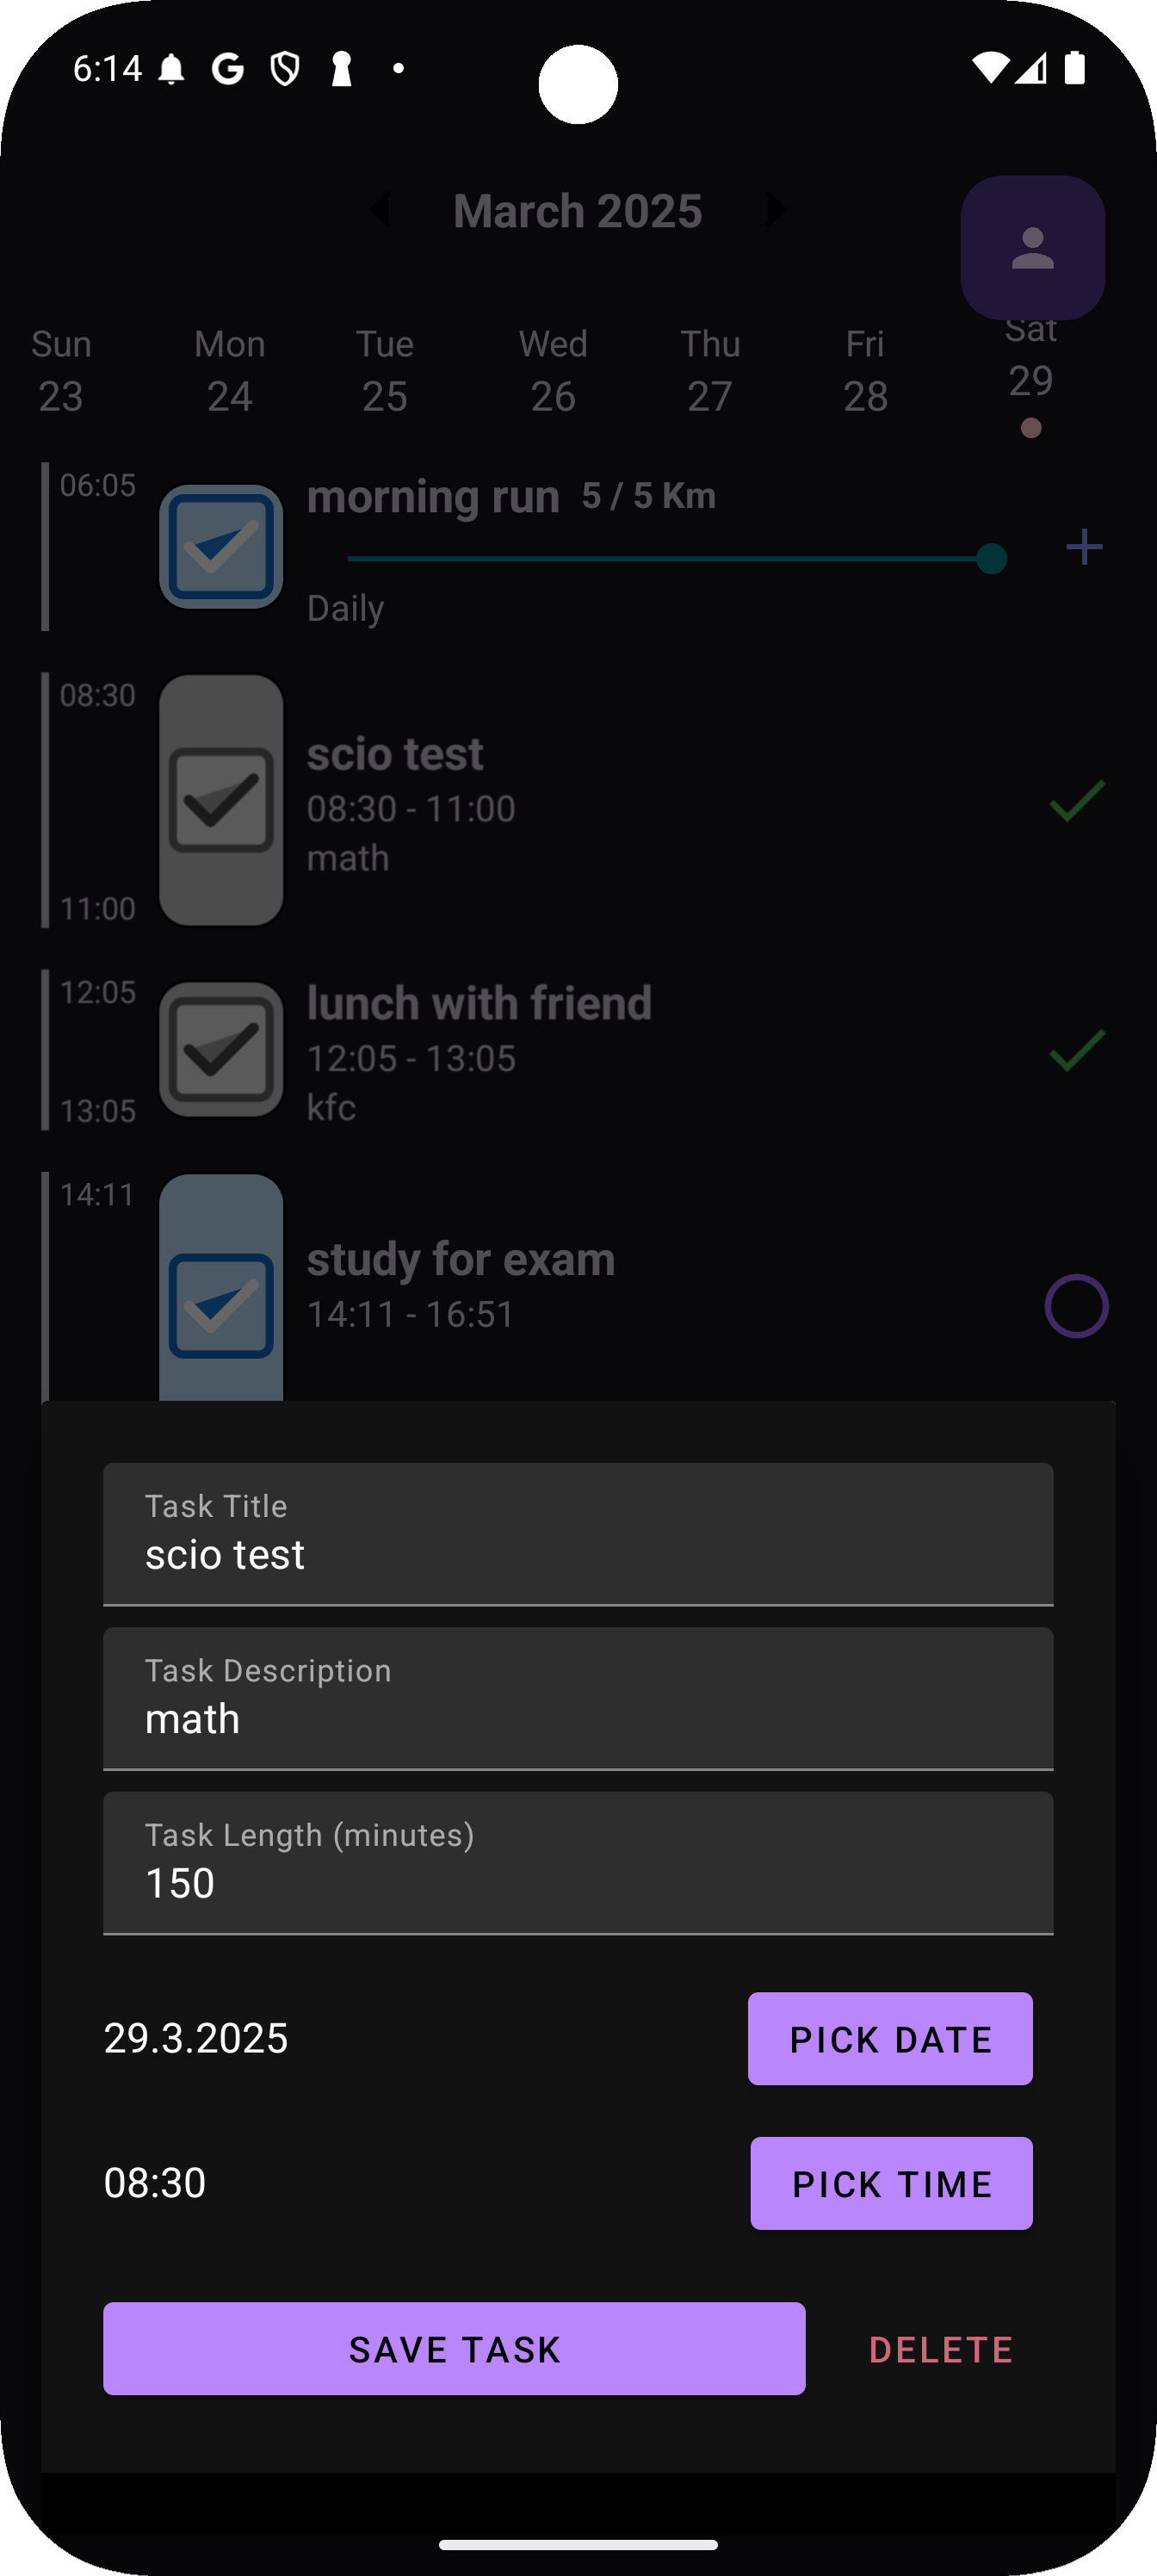 6:14
March 2025
Sun Mon Tue Wed Thu Fri Sat
23 24 25 26 27 28 29
06:05
morning run 5 / 5 Km
Daily
08:30
scio test
08:30 - 11:00
math
11:00
12:05
lunch with friend
12:05 - 13:05
kfc
13:05
14:11
study for exam
14:11 - 16:51
Task Title
scio test
Task Description
math
Task Length (minutes)
150
29.3.2025 PICK DATE
08:30 PICK TIME
SAVE TASK DELETE